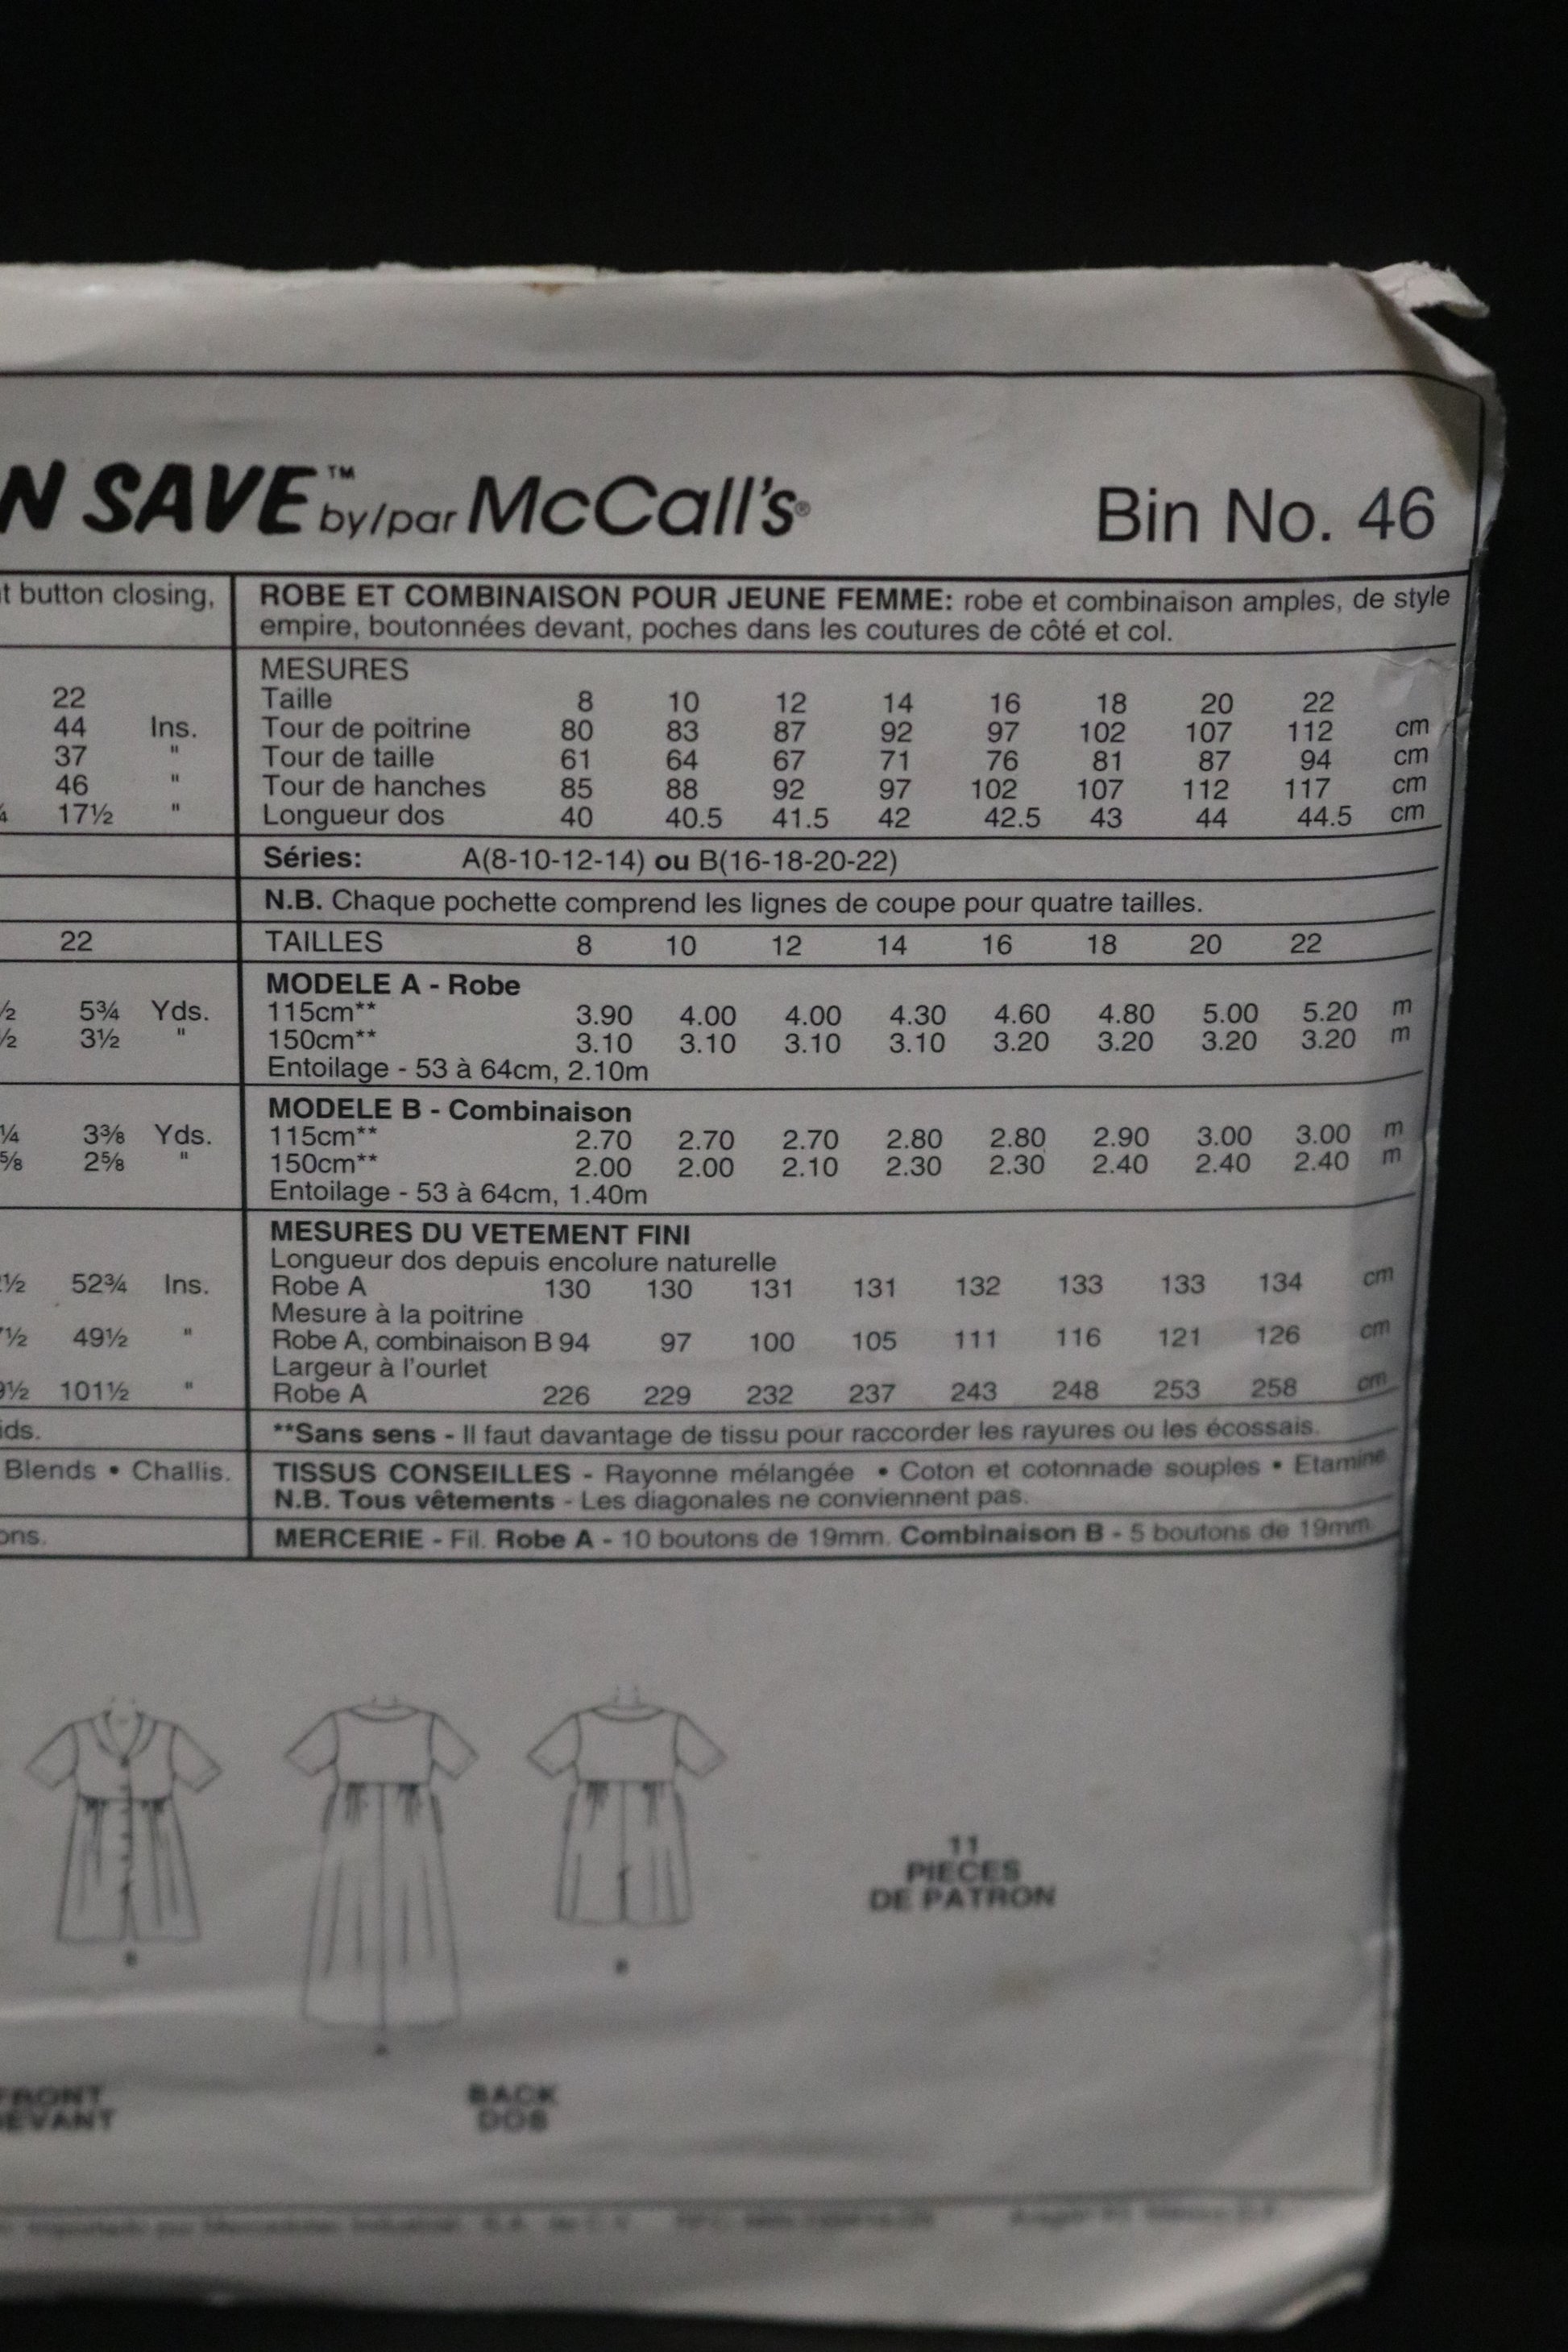 N SAVE™ by/par McCall's® Bin No. 46
t button closing,
22
44 Ins.
37 "
46 "
17½ "
22
½ 5¾ Yds.
½ 3½ "
¼ 3⅜ Yds.
⅝ 2⅝ "
½ 52¾ Ins.
½ 49½ "
½ 101½ "
ids.
Blends • Challis.
ons.
ROBE ET COMBINAISON POUR JEUNE FEMME: robe et combinaison amples, de style
empire, boutonnées devant, poches dans les coutures de côté et col.
MESURES
Taille 8 10 12 14 16 18 20 22
Tour de poitrine 80 83 87 92 97 102 107 112 cm
Tour de taille 61 64 67 71 76 81 87 94 cm
Tour de hanches 85 88 92 97 102 107 112 117 cm
Longueur dos 40 40.5 41.5 42 42.5 43 44 44.5 cm
Séries: A(8-10-12-14) ou B(16-18-20-22)
N.B. Chaque pochette comprend les lignes de coupe pour quatre tailles.
TAILLES 8 10 12 14 16 18 20 22
MODELE A - Robe
115cm** 3.90 4.00 4.00 4.30 4.60 4.80 5.00 5.20 m
150cm** 3.10 3.10 3.10 3.10 3.20 3.20 3.20 3.20 m
Entoilage - 53 à 64cm, 2.10m
MODELE B - Combinaison
115cm** 2.70 2.70 2.70 2.80 2.80 2.90 3.00 3.00 m
150cm** 2.00 2.00 2.10 2.30 2.30 2.40 2.40 2.40 m
Entoilage - 53 à 64cm, 1.40m
MESURES DU VETEMENT FINI
Longueur dos depuis encolure naturelle
Robe A 130 130 131 131 132 133 133 134 cm
Mesure à la poitrine
Robe A, combinaison B 94 97 100 105 111 116 121 126 cm
Largeur à l'ourlet
Robe A 226 229 232 237 243 248 253 258 cm
**Sans sens - Il faut davantage de tissu pour raccorder les rayures ou les écossais.
TISSUS CONSEILLES - Rayonne mélangée • Coton et cotonnade souples • Etamine
N.B. Tous vêtements - Les diagonales ne conviennent pas.
MERCERIE - Fil. Robe A - 10 boutons de 19mm. Combinaison B - 5 boutons de 19mm.
11
PIECES
DE PATRON
B
A
B
FRONT
DEVANT
BACK
DOS